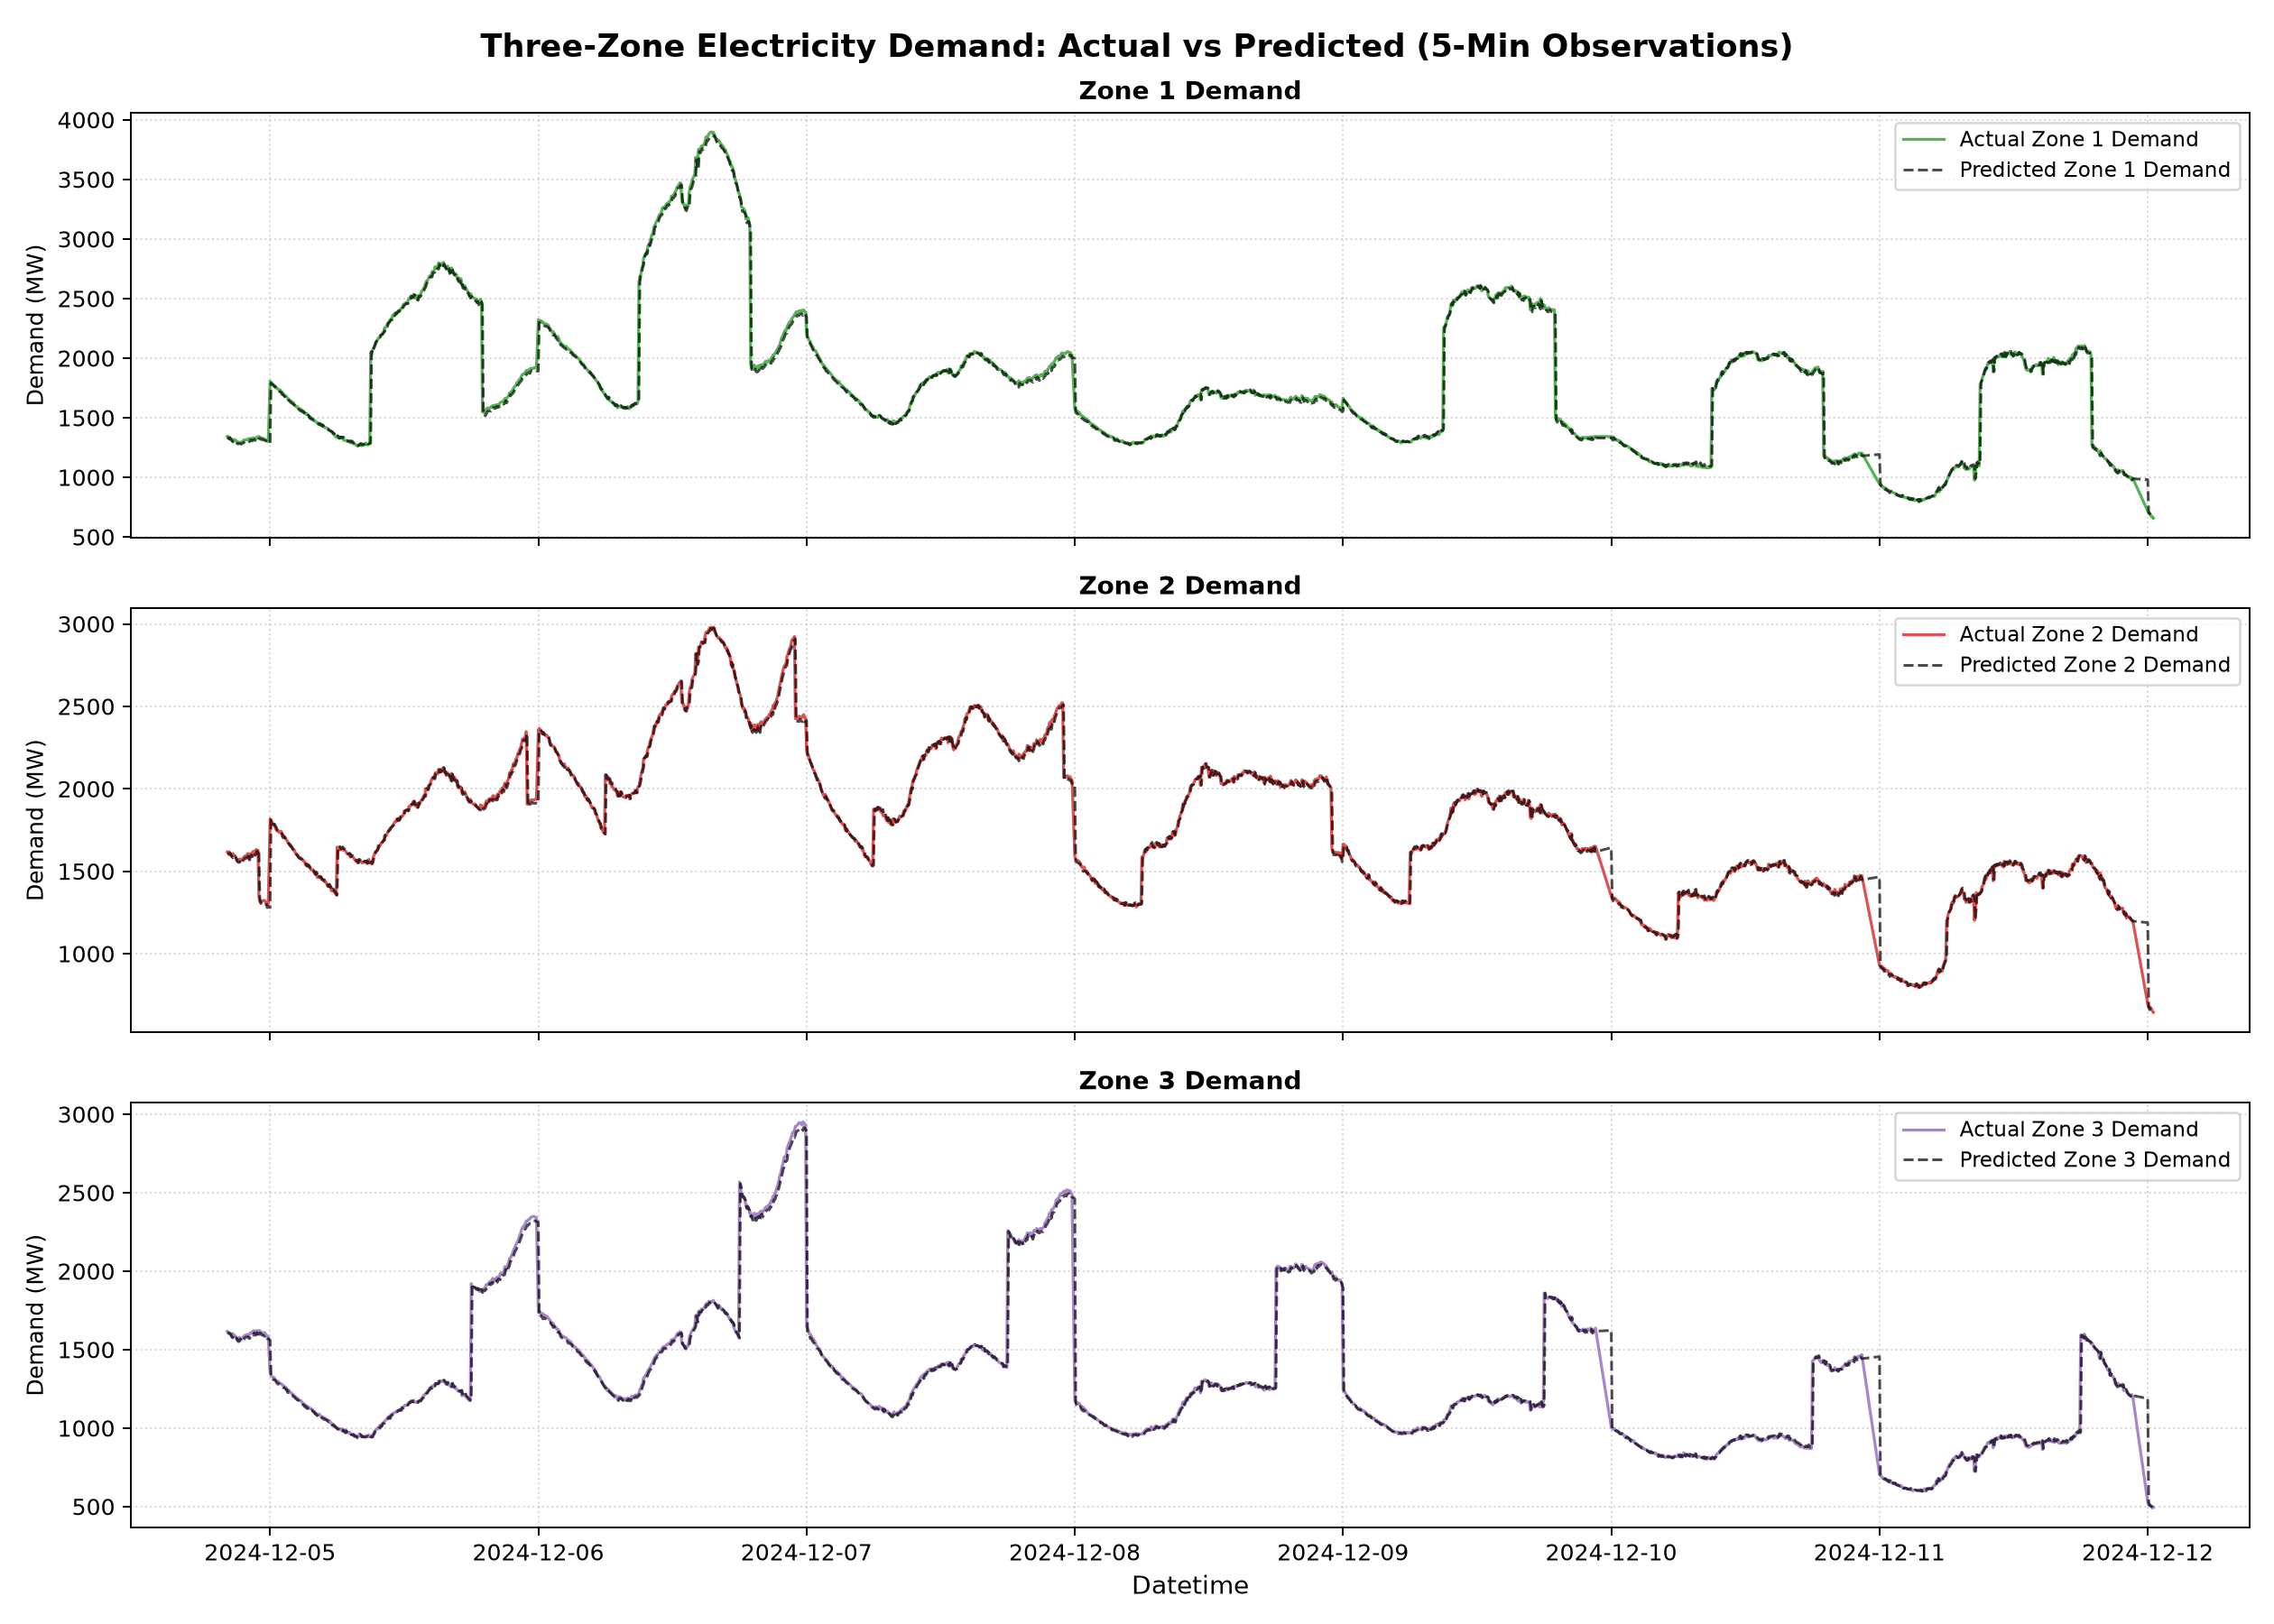 Three-Zone Electricity Demand: Actual vs Predicted (5-Min Observations)
Zone 1 Demand
Demand (MW)
4000
3500
3000
2500
2000
1500
1000
500
Actual Zone 1 Demand
Predicted Zone 1 Demand
Zone 2 Demand
Demand (MW)
3000
2500
2000
1500
1000
Actual Zone 2 Demand
Predicted Zone 2 Demand
Zone 3 Demand
Demand (MW)
3000
2500
2000
1500
1000
500
Actual Zone 3 Demand
Predicted Zone 3 Demand
2024-12-05 2024-12-06 2024-12-07 2024-12-08 2024-12-09 2024-12-10 2024-12-11 2024-12-12
Datetime